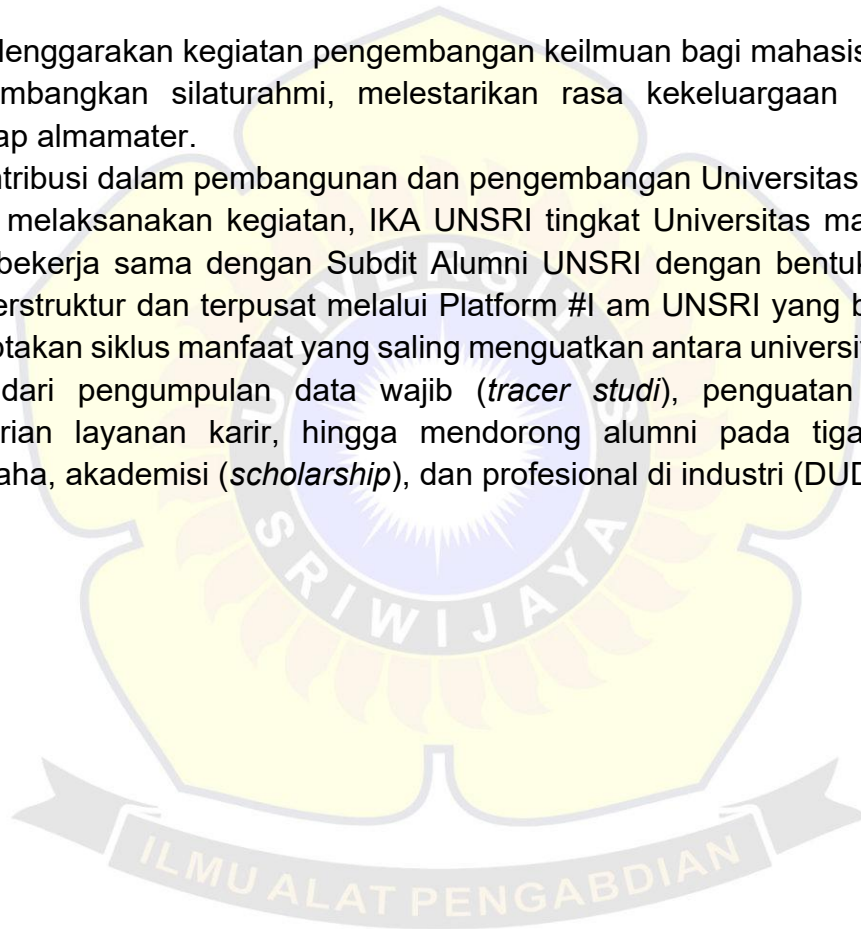 lenggarakan kegiatan pengembangan keilmuan bagi mahasis
mbangkan silaturahmi, melestarikan rasa kekeluargaan
ap almamater.
ntribusi dalam pembangunan dan pengembangan Universitas
melaksanakan kegiatan, IKA UNSRI tingkat Universitas ma
bekerja sama dengan Subdit Alumni UNSRI dengan bentuk
erstruktur dan terpusat melalui Platform #I am UNSRI yang b
otakan siklus manfaat yang saling menguatkan antara universit
dari pengumpulan data wajib (tracer studi), penguatan
rian layanan karir, hingga mendorong alumni pada tiga
aha, akademisi (scholarship), dan profesional di industri (DUD
UNIVERSITAS
SRIWIJAYA
ILMU ALAT PENGABDIAN